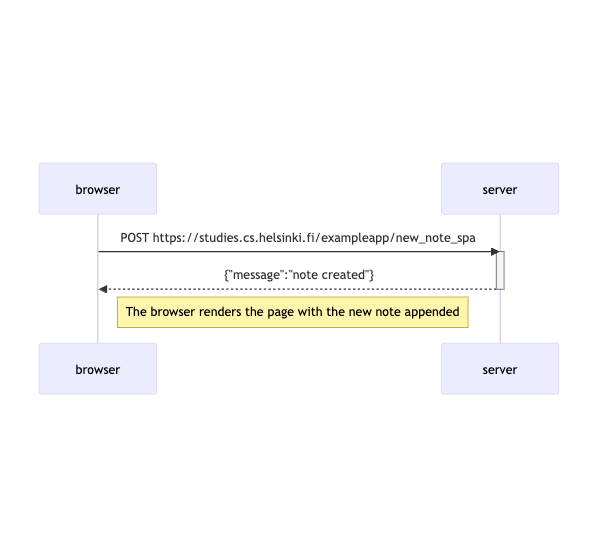 browser
server
POST https://studies.cs.helsinki.fi/exampleapp/new_note_spa
{"message":"note created"}
The browser renders the page with the new note appended
browser
server